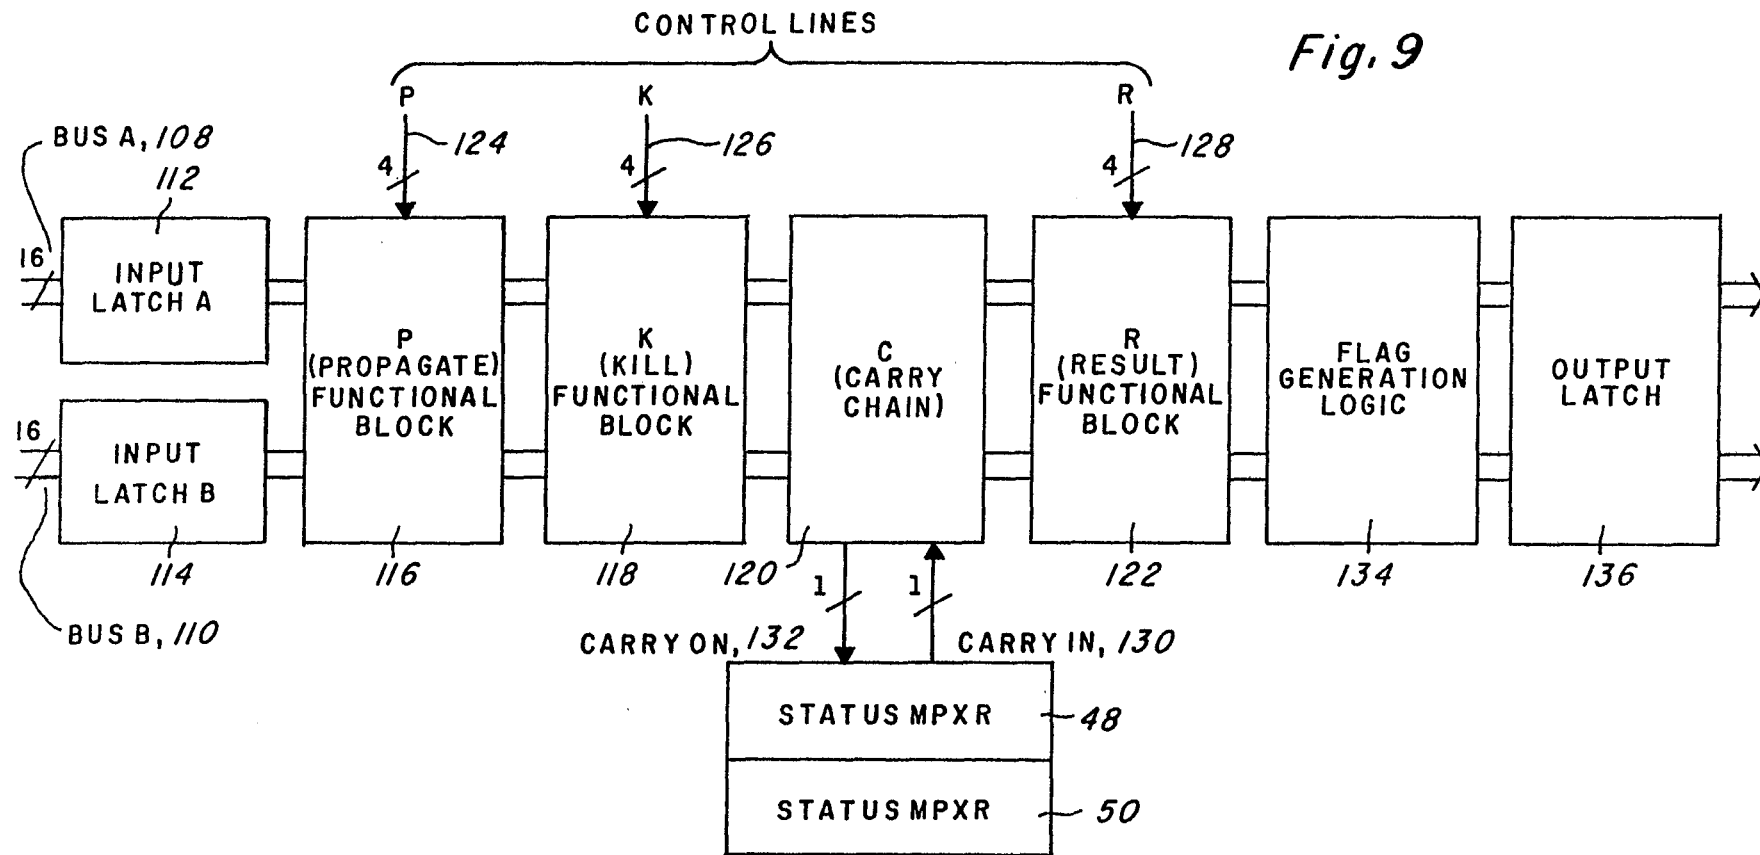 CONTROL LINES
Fig. 9
P
K
R
BUS A, 108
124
126
128
112
4
4
4
16
INPUT
LATCH A
P
(PROPAGATE)
FUNCTIONAL
BLOCK
K
(KILL)
FUNCTIONAL
BLOCK
C
(CARRY
CHAIN)
R
(RESULT)
FUNCTIONAL
BLOCK
FLAG
GENERATION
LOGIC
OUTPUT
LATCH
16
INPUT
LATCH B
114
116
118
120
122
134
136
1
1
BUS B, 110
CARRY ON, 132
CARRY IN, 130
STATUS MPXR
48
STATUS MPXR
50